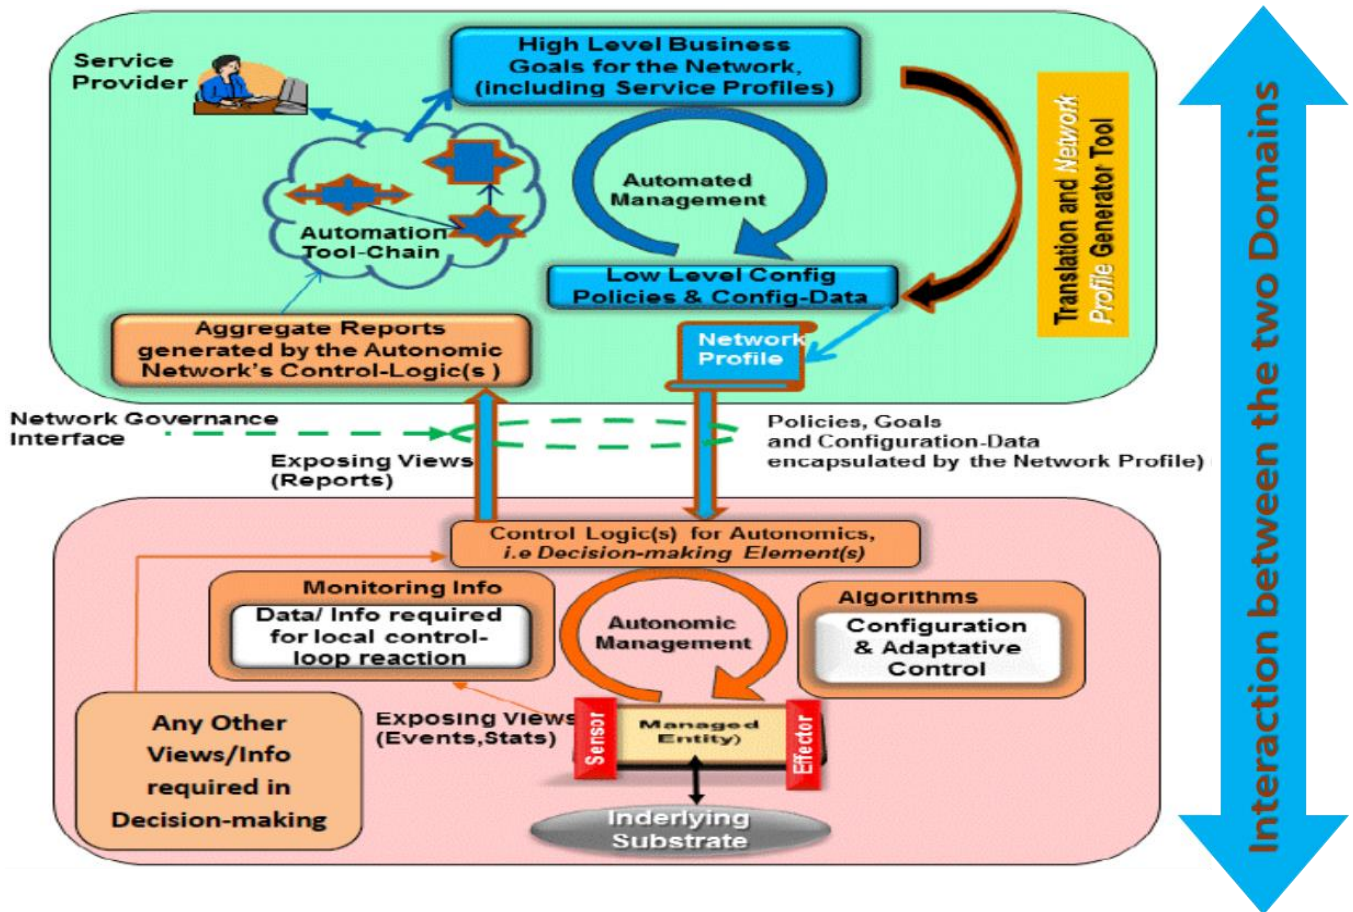 Service
Provider
High Level Business
Goals for the Network,
(including Service Profiles)
Automated
Management
Automation
Tool-Chain
Low Level Config
Policies & Config-Data
Translation and Network
Profile Generator Tool
Aggregate Reports
generated by the Autonomic
Network's Control-Logic(s )
Network
Profile
Network Governance
Interface
Exposing Views
(Reports)
Policies, Goals
and Configuration-Data
encapsulated by the Network Profile)
Control Logic(s) for Autonomics,
i.e Decision-making Element(s)
Monitoring Info
Data/ Info required
for local control-
loop reaction
Autonomic
Management
Algorithms
Configuration
& Adaptative
Control
Any Other
Views/Info
required in
Decision-making
Exposing Views
(Events,Stats)
Sensor
Managed
Entity)
Effector
Inderlying
Substrate
Interaction between the two Domains